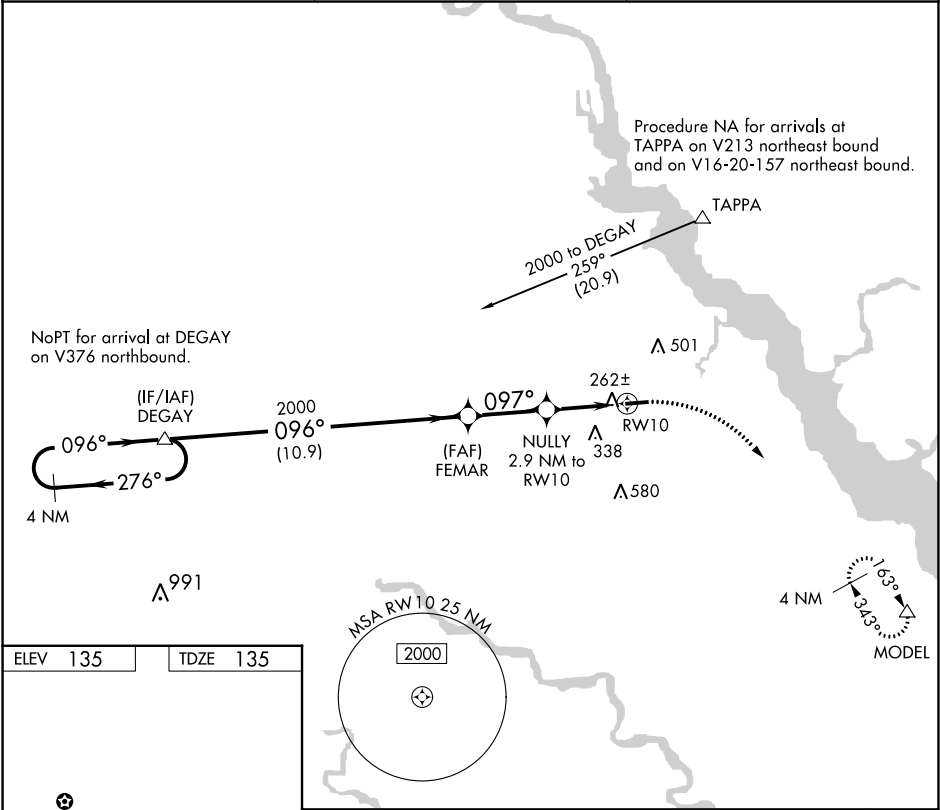 Procedure NA for arrivals at
TAPPA on V213 northeast bound
and on V16-20-157 northeast bound.
TAPPA
2000 to DEGAY
259°
(20.9)
NoPT for arrival at DEGAY
on V376 northbound.
501
(IF/IAF)
DEGAY
2000
096°
(10.9)
097°
262±
RW10
096°
276°
4 NM
(FAF)
FEMAR
NULLY
2.9 NM to
RW10
338
580
991
4 NM
163°
343°
MODEL
MSA RW10 25 NM
2000
ELEV 135
TDZE 135